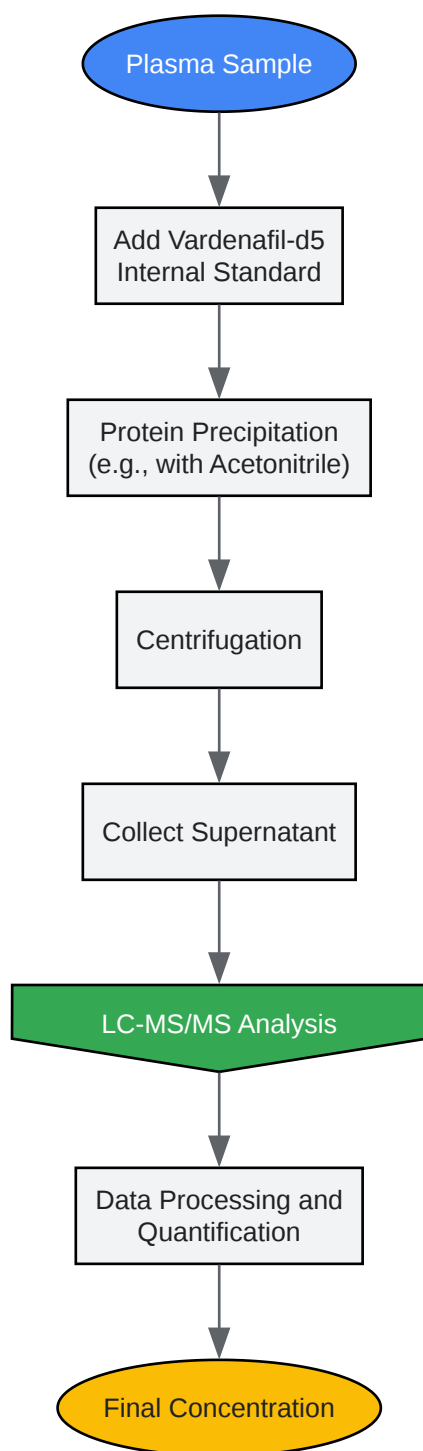 Plasma Sample
Add Vardenafil-d5
Internal Standard
Protein Precipitation
(e.g., with Acetonitrile)
Centrifugation
Collect Supernatant
LC-MS/MS Analysis
Data Processing and
Quantification
Final Concentration